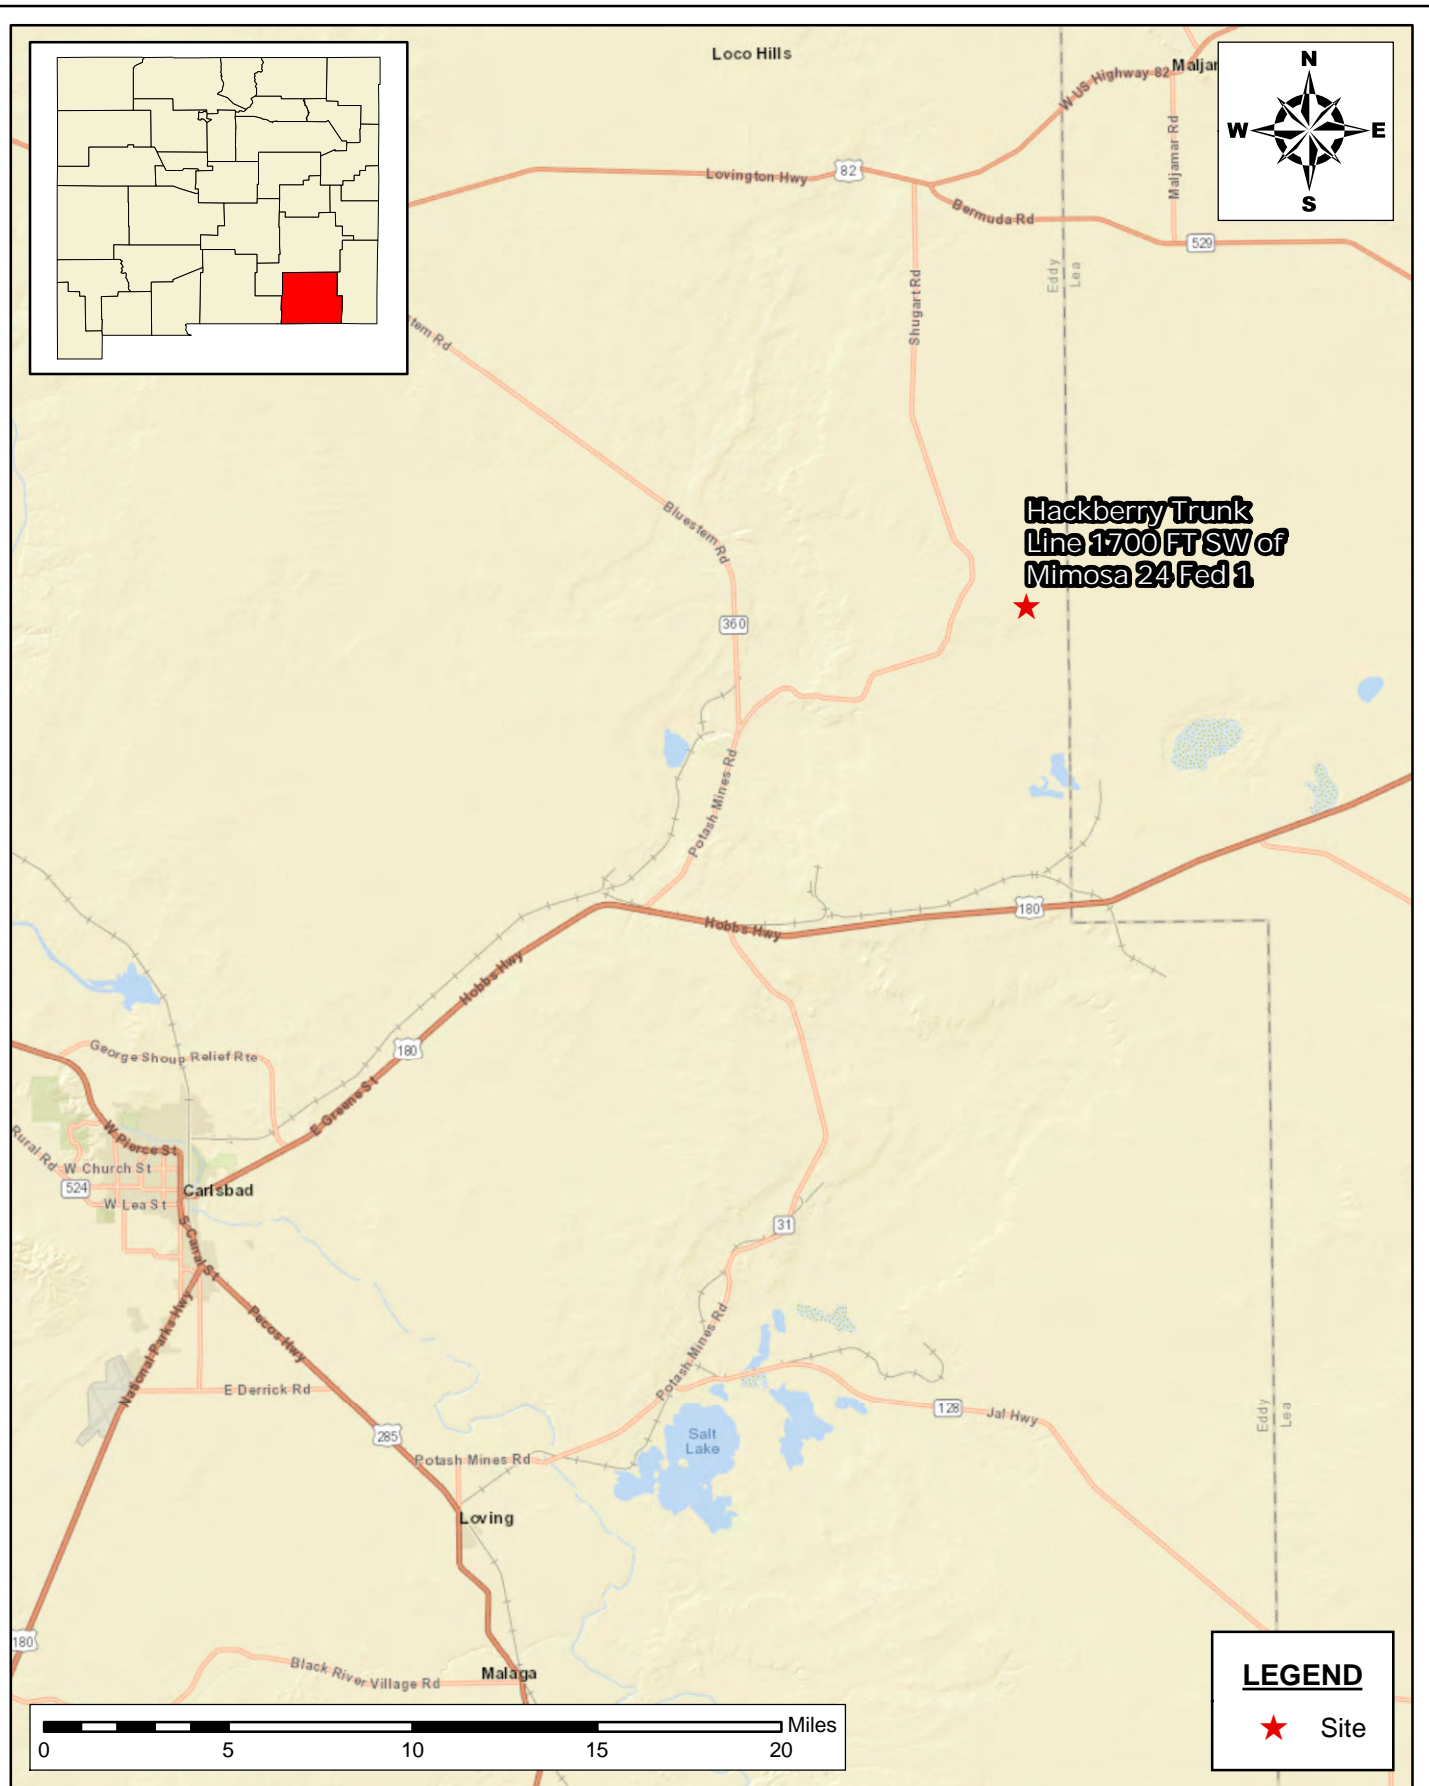 Loco Hills
Maljar
W US Highway 82
N
W
E
S
Maljamar Rd
Lovington Hwy
82
Bermuda Rd
529
Eddy
Lea
Shugart Rd
stem Rd
Bluestem Rd
Hackberry Trunk
Line 1700 FT SW of
Mimosa 24 Fed 1
360
Potash Mines Rd
180
Hobbs Hwy
Hobbs Hwy
180
George Shoup Relief Rte
E Greene St
W Pierce St
Rural Rd
W Church St
524
Carlsbad
W Lea St
S Canal St
31
National Parks Hwy
Pecos Hwy
Potash Mines Rd
E Derrick Rd
128
Jal Hwy
Eddy
Lea
285
Salt
Lake
Potash Mines Rd
Loving
180
Black River Village Rd
Malaga
LEGEND
Site
Miles
0 5 10 15 20